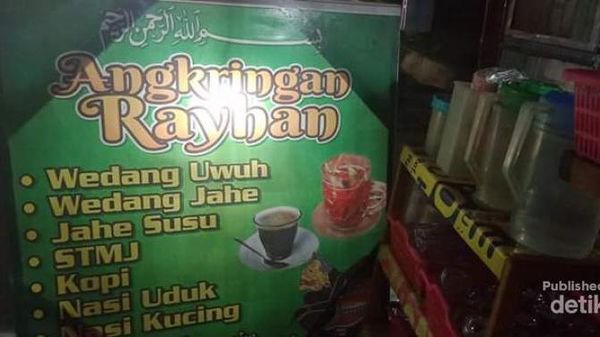 بسم الله الرحمن الرحيم
Angkringan
Rayhan
• Wedang Uwuh
• Wedang Jahe
• Jahe Susu
• STMJ
• Kopi
• Nasi Uduk
• Nasi Kucing
Published
detik